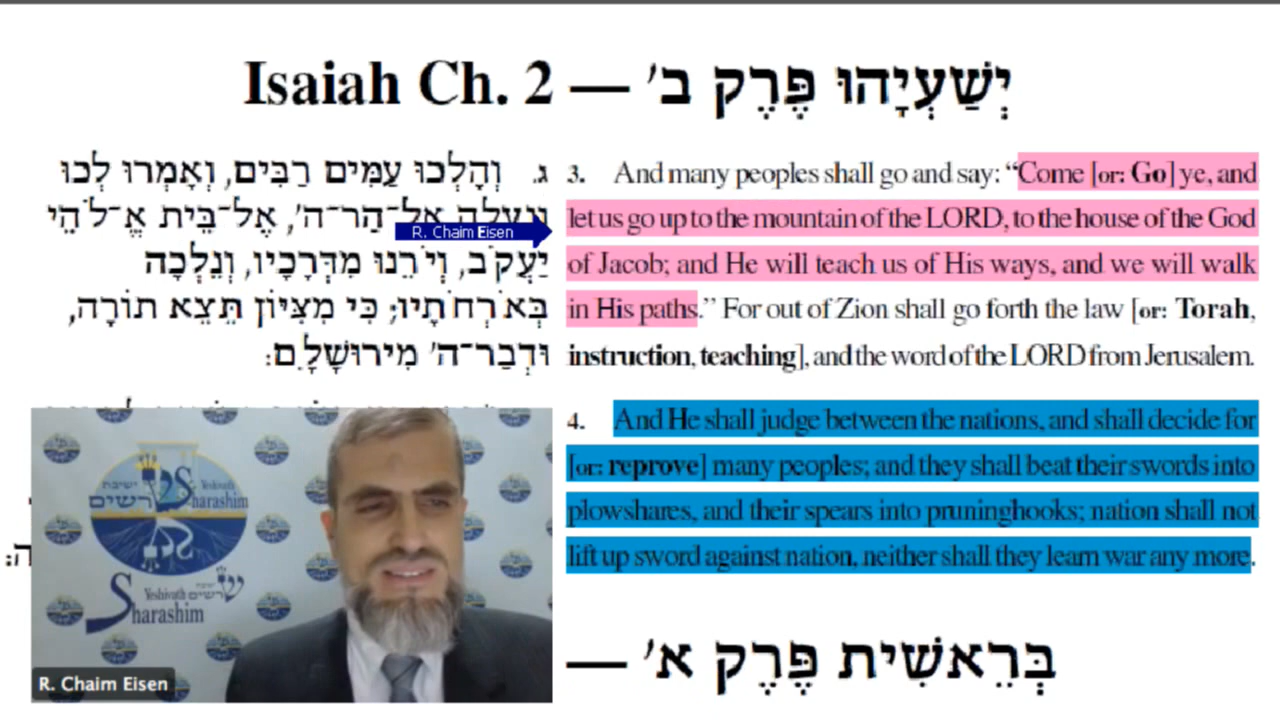 Isaiah Ch. 2 — יְשַׁעְיָהוּ פֶּרֶק ב׳
ג. וְהָלְכוּ עַמִּים רַבִּים, וְאָמְרוּ לְכוּ
וְנַעֲלֶה אֶל־הַר־ה׳, אֶל־בֵּית אֱ־לֹהֵי
יַעֲקֹב, וְיֹרֵנוּ מִדְּרָכָיו, וְנֵלְכָה
בְּאֹרְחֹתָיו; כִּי מִצִּיּוֹן תֵּצֵא תוֹרָה,
וּדְבַר־ה׳ מִירוּשָׁלָ͏ִם:
R. Chaim Eisen
3. And many peoples shall go and say: “Come [or: Go] ye, and
let us go up to the mountain of the LORD, to the house of the God
of Jacob; and He will teach us of His ways, and we will walk
in His paths.” For out of Zion shall go forth the law [or: Torah,
instruction, teaching], and the word of the LORD from Jerusalem.
4. And He shall judge between the nations, and shall decide for
[or: reprove] many peoples; and they shall beat their swords into
plowshares, and their spears into pruninghooks; nation shall not
lift up sword against nation, neither shall they learn war any more.
ישיבת
שרשים
Yeshivath
Sharashim
Yeshivath ישיבת שרשים
Sharashim
R. Chaim Eisen
— בְּרֵאשִׁית פֶּרֶק א׳